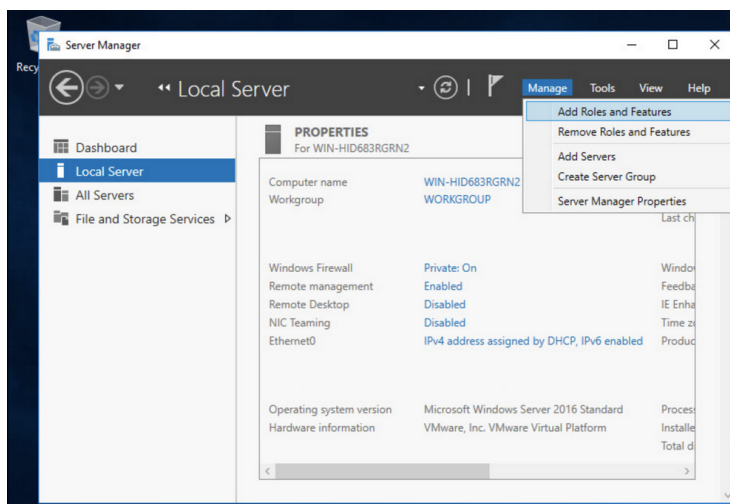 Recy
Server Manager
Local Server
Manage Tools View Help
Add Roles and Features
Remove Roles and Features
Add Servers
Create Server Group
Server Manager Properties
Dashboard
Local Server
All Servers
File and Storage Services
PROPERTIES
For WIN-HID683RGRN2
Computer name WIN-HID683RGRN2
Workgroup WORKGROUP
Last ch
Windows Firewall Private: On Windo
Remote management Enabled Feedba
Remote Desktop Disabled IE Enha
NIC Teaming Disabled Time zo
Ethernet0 IPv4 address assigned by DHCP, IPv6 enabled Produc
Operating system version Microsoft Windows Server 2016 Standard Proces
Hardware information VMware, Inc. VMware Virtual Platform Installe
Total d